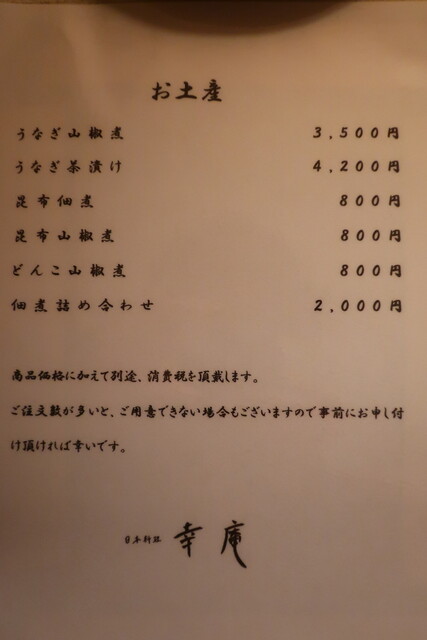 お土産
うなぎ山椒煮 3,500円
うなぎ茶漬け 4,200円
昆布佃煮 800円
昆布山椒煮 800円
どんこ山椒煮 800円
佃煮詰め合わせ 2,000円
商品価格に加えて別途、消費税を頂戴します。
ご注文数が多いと、ご用意できない場合もございますので事前にお申し付
け頂ければ幸いです。
日本料理 幸庵